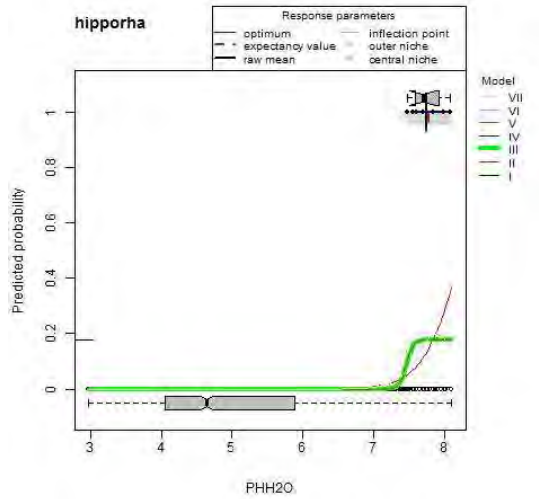 hipporha
Response parameters
optimum
inflection point
expectancy value
outer niche
raw mean
central niche
Model
VII
VI
V
IV
III
II
I
1
0.8
0.6
0.4
0.2
0
Predicted probability
3 4 5 6 7 8
PHH2O